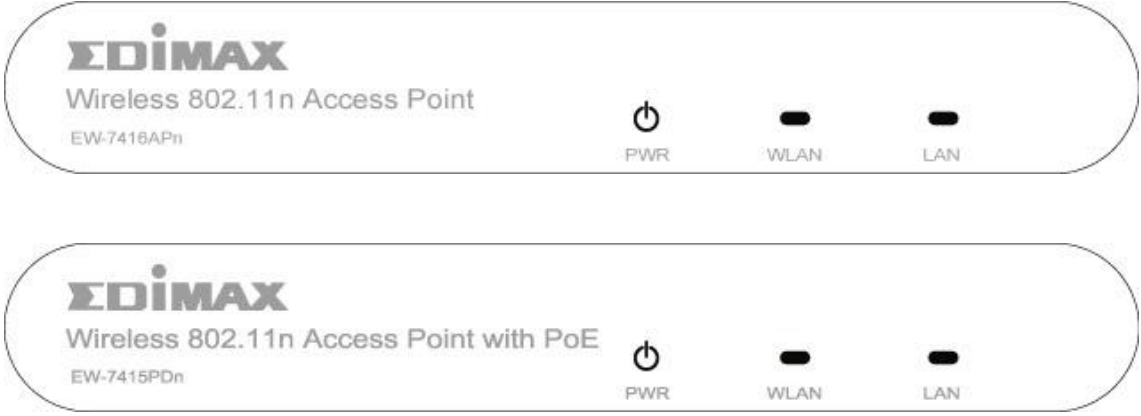 EDiMAX
Wireless 802.11n Access Point
EW-7416APn
PWR WLAN LAN
EDiMAX
Wireless 802.11n Access Point with PoE
EW-7415PDn
PWR WLAN LAN